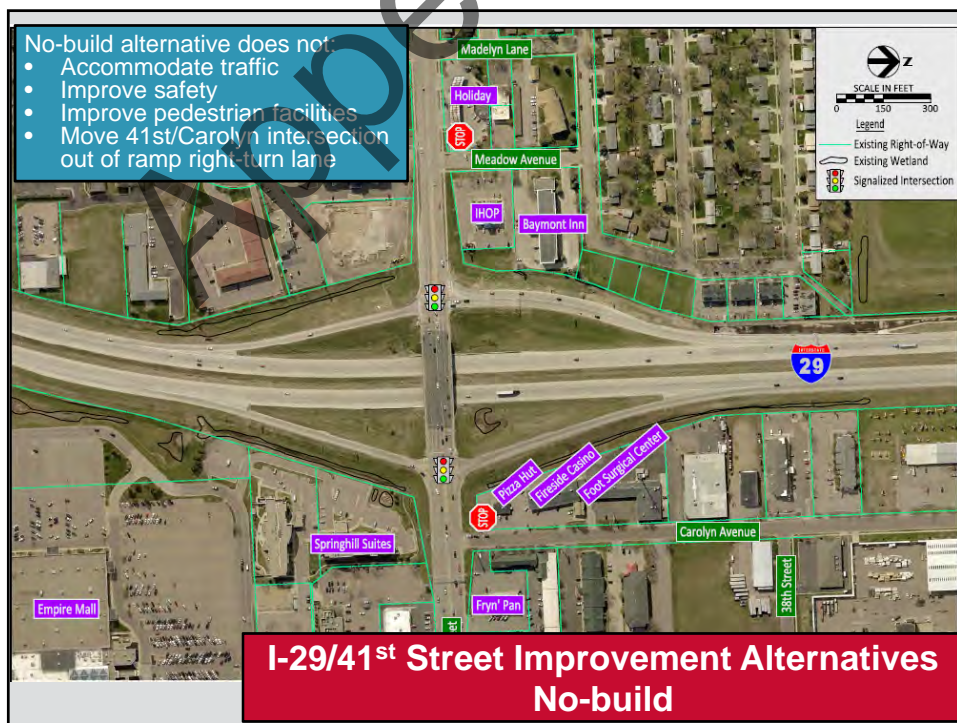 No-build alternative does not:
• Accommodate traffic
• Improve safety
• Improve pedestrian facilities
• Move 41st/Carolyn intersection
out of ramp right-turn lane
Madelyn Lane
Holiday
STOP
Meadow Avenue
IHOP
Baymont Inn
Z
SCALE IN FEET
0 150 300
Legend
Existing Right-of-Way
Existing Wetland
Signalized Intersection
INTERSTATE
29
Pizza Hut
Fireside Casino
Foot Surgical Center
STOP
Carolyn Avenue
38th Street
Springhill Suites
Empire Mall
Fryn' Pan
I-29/41st Street Improvement Alternatives
No-build